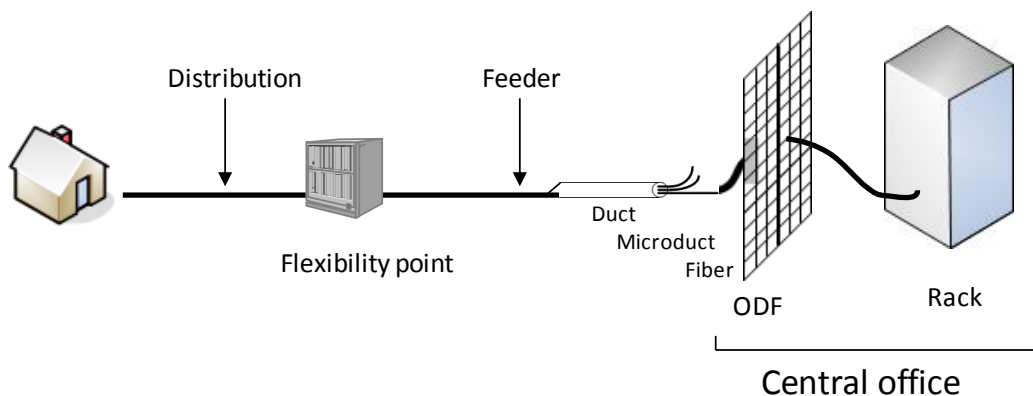 Distribution
Feeder
Flexibility point
Duct
Microduct
Fiber
ODF
Rack
Central office